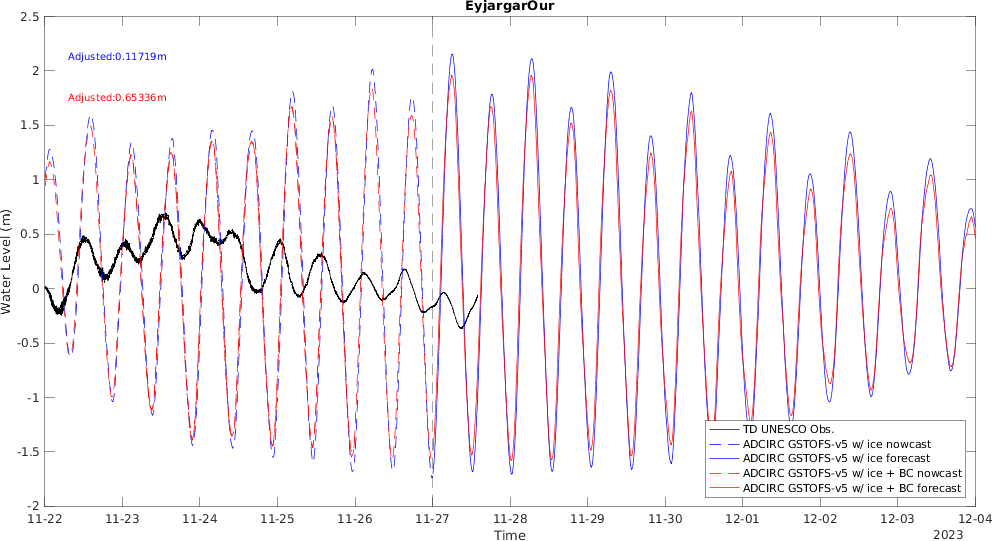 EyjargarOur
Adjusted:0.11719m
Adjusted:0.65336m
Water Level (m)
2.5
2
1.5
1
0.5
0
-0.5
-1
-1.5
-2
TD UNESCO Obs.
ADCIRC GSTOFS-v5 w/ ice nowcast
ADCIRC GSTOFS-v5 w/ ice forecast
ADCIRC GSTOFS-v5 w/ ice + BC nowcast
ADCIRC GSTOFS-v5 w/ ice + BC forecast
11-22 11-23 11-24 11-25 11-26 11-27 11-28 11-29 11-30 12-01 12-02 12-03 12-04
Time
2023